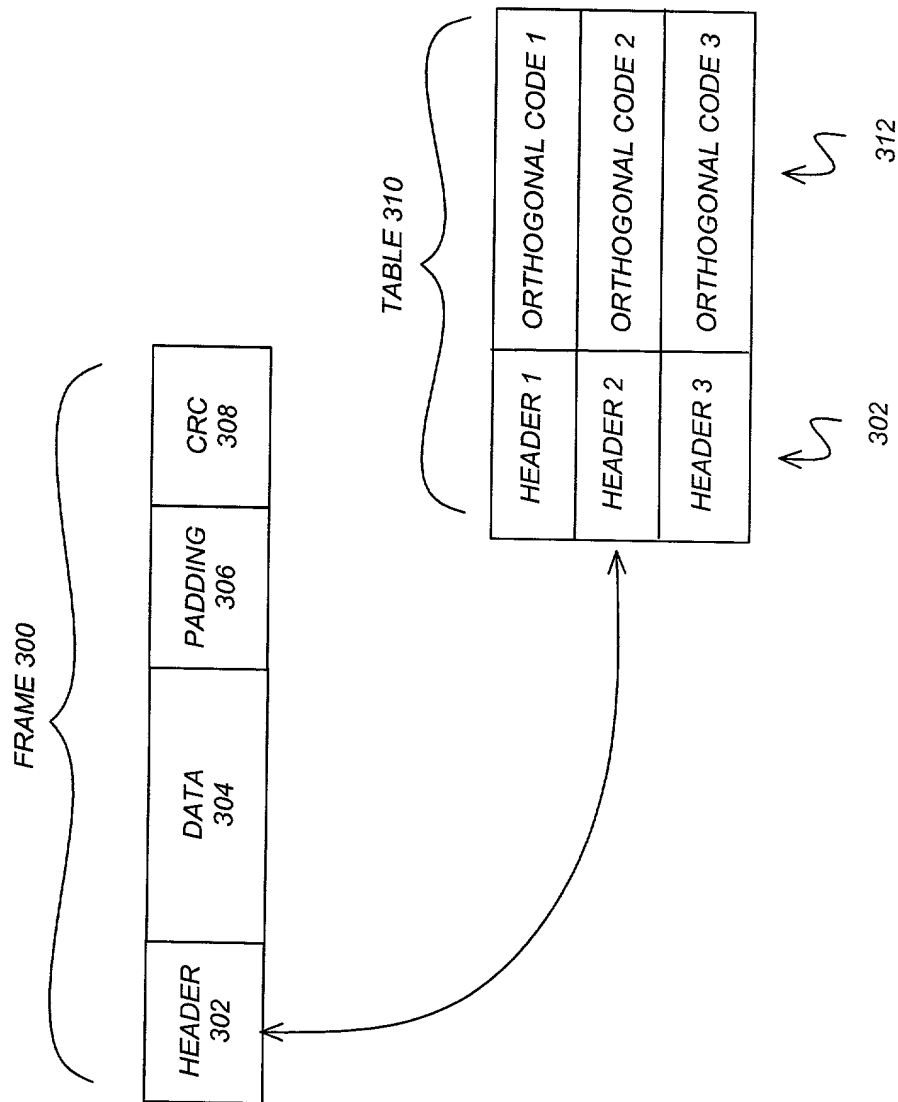 FRAME 300
HEADER
302
DATA
304
PADDING
306
CRC
308
TABLE 310
HEADER 1 ORTHOGONAL CODE 1
HEADER 2 ORTHOGONAL CODE 2
HEADER 3 ORTHOGONAL CODE 3
302
312